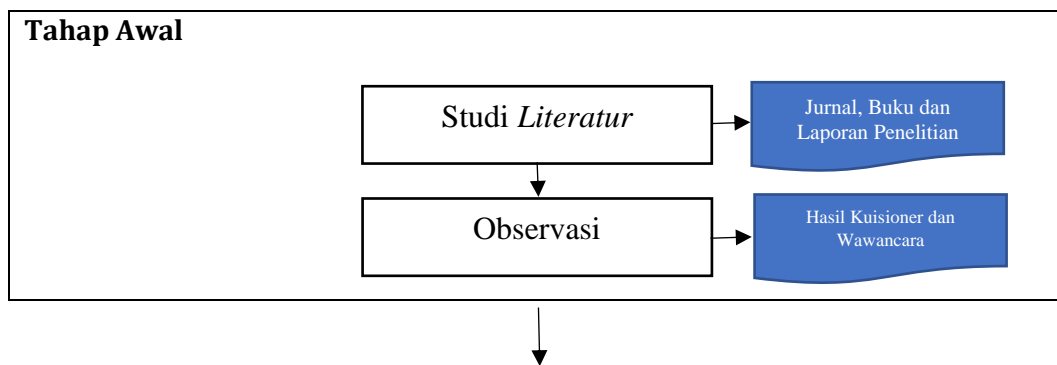 Tahap Awal
Studi Literatur
Jurnal, Buku dan
Laporan Penelitian
Observasi
Hasil Kuisioner dan
Wawancara